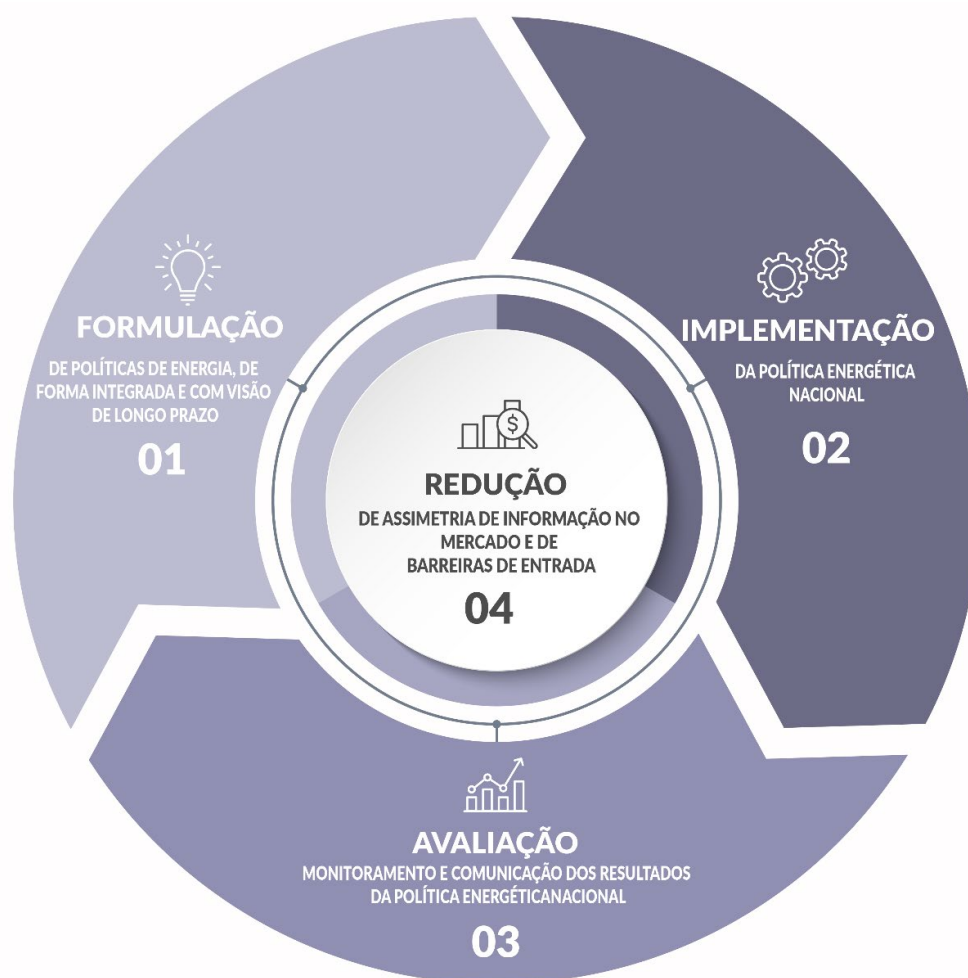 FORMULAÇÃO
DE POLÍTICAS DE ENERGIA, DE
FORMA INTEGRADA E COM VISÃO
DE LONGO PRAZO
01
IMPLEMENTAÇÃO
DA POLÍTICA ENERGÉTICA
NACIONAL
02
AVALIAÇÃO
MONITORAMENTO E COMUNICAÇÃO DOS RESULTADOS
DA POLÍTICA ENERGÉTICANACIONAL
03
$
REDUÇÃO
DE ASSIMETRIA DE INFORMAÇÃO NO
MERCADO E DE
BARREIRAS DE ENTRADA
04